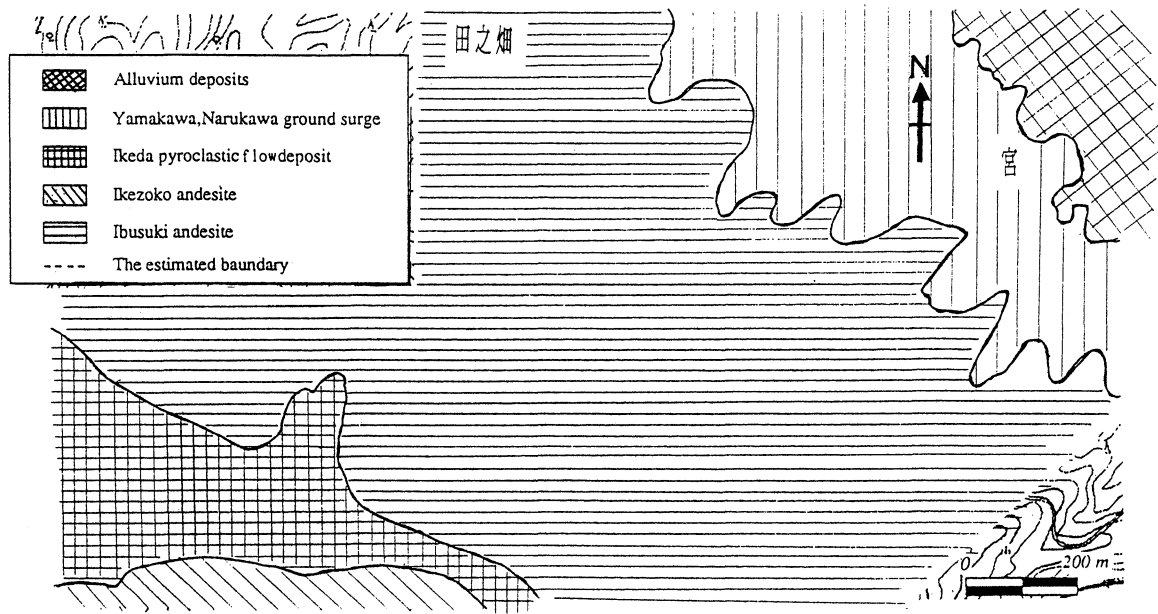 田之畑
Alluvium deposits
Yamakawa,Narukawa ground surge
Ikeda pyroclastic flowdeposit
Ikezoko andesite
Ibusuki andesite
The estimated baundary
N
宮
0 200 m